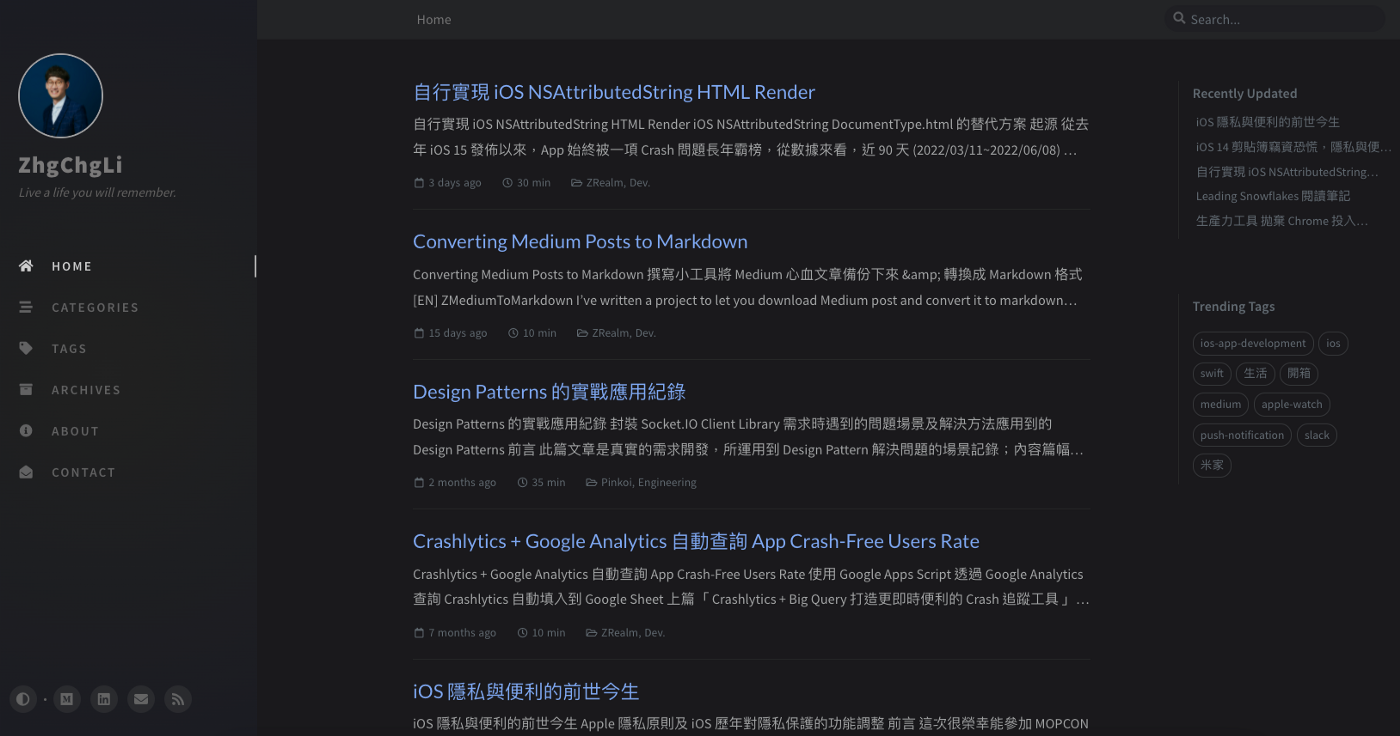 ZhgChgLi
Live a life you will remember.
HOME
CATEGORIES
TAGS
ARCHIVES
ABOUT
CONTACT
Home
Search...
自行實現 iOS NSAttributedString HTML Render
自行實現 iOS NSAttributedString HTML Render iOS NSAttributedString DocumentType.html 的替代方案 起源 從去
年 iOS 15 發佈以來，App 始終被一項 Crash 問題長年霸榜，從數據來看，近 90 天 (2022/03/11~2022/06/08) …
3 days ago 30 min ZRealm, Dev.
Converting Medium Posts to Markdown
Converting Medium Posts to Markdown 撰寫小工具將 Medium 心血文章備份下來 &amp; 轉換成 Markdown 格式
[EN] ZMediumToMarkdown I've written a project to let you download Medium post and convert it to markdown…
15 days ago 10 min ZRealm, Dev.
Design Patterns 的實戰應用紀錄
Design Patterns 的實戰應用紀錄 封裝 Socket.IO Client Library 需求時遇到的問題場景及解決方法應用到的
Design Patterns 前言 此篇文章是真實的需求開發，所運用到 Design Pattern 解決問題的場景記錄；內容篇幅…
2 months ago 35 min Pinkoi, Engineering
Crashlytics + Google Analytics 自動查詢 App Crash-Free Users Rate
Crashlytics + Google Analytics 自動查詢 App Crash-Free Users Rate 使用 Google Apps Script 透過 Google Analytics
查詢 Crashlytics 自動填入到 Google Sheet 上篇「 Crashlytics + Big Query 打造更即時便利的 Crash 追蹤工具 」…
7 months ago 10 min ZRealm, Dev.
iOS 隱私與便利的前世今生
iOS 隱私與便利的前世今生 Apple 隱私原則及 iOS 歷年對隱私保護的功能調整 前言 這次很榮幸能參加 MOPCON
Recently Updated
iOS 隱私與便利的前世今生
iOS 14 剪貼簿竊資恐慌，隱私與便…
自行實現 iOS NSAttributedString…
Leading Snowflakes 閱讀筆記
生產力工具 拋棄 Chrome 投入…
Trending Tags
ios-app-development ios
swift 生活 開箱
medium apple-watch
push-notification slack
米家